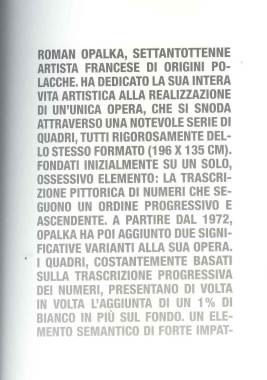 ROMAN OPALKA, SETTANTOTTENNE
ARTISTA FRANCESE DI ORIGINI PO-
LACCHE. HA DEDICATO LA SUA INTERA
VITA ARTISTICA ALLA REALIZZAZIONE
DI UN'UNICA OPERA, CHE SI SNODA
ATTRAVERSO UNA NOTEVOLE SERIE DI
QUADRI, TUTTI RIGOROSAMENTE DEL-
LO STESSO FORMATO (196 X 135 CM).
FONDATI INIZIALMENTE SU UN SOLO,
OSSESSIVO ELEMENTO: LA TRASCRI-
ZIONE PITTORICA DI NUMERI CHE SE-
GUONO UN ORDINE PROGRESSIVO E
ASCENDENTE. A PARTIRE DAL 1972,
OPALKA HA POI AGGIUNTO DUE SIGNI-
FICATIVE VARIANTI ALLA SUA OPERA.
I QUADRI, COSTANTEMENTE BASATI
SULLA TRASCRIZIONE PROGRESSIVA
DEI NUMERI, PRESENTANO DI VOLTA
IN VOLTA L'AGGIUNTA DI UN 1% DI
BIANCO IN PIÙ SUL FONDO. UN ELE-
MENTO SEMANTICO DI FORTE IMPAT-